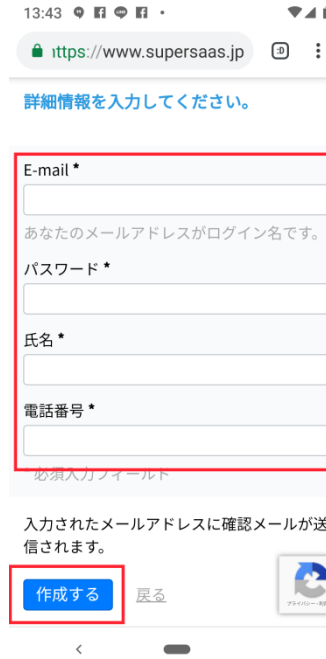 13:43
https://www.supersaas.jp
詳細情報を入力してください。
E-mail *
あなたのメールアドレスがログイン名です。
パスワード *
氏名 *
電話番号 *
* 必須入力フィールド
入力されたメールアドレスに確認メールが送
信されます。
作成する 戻る